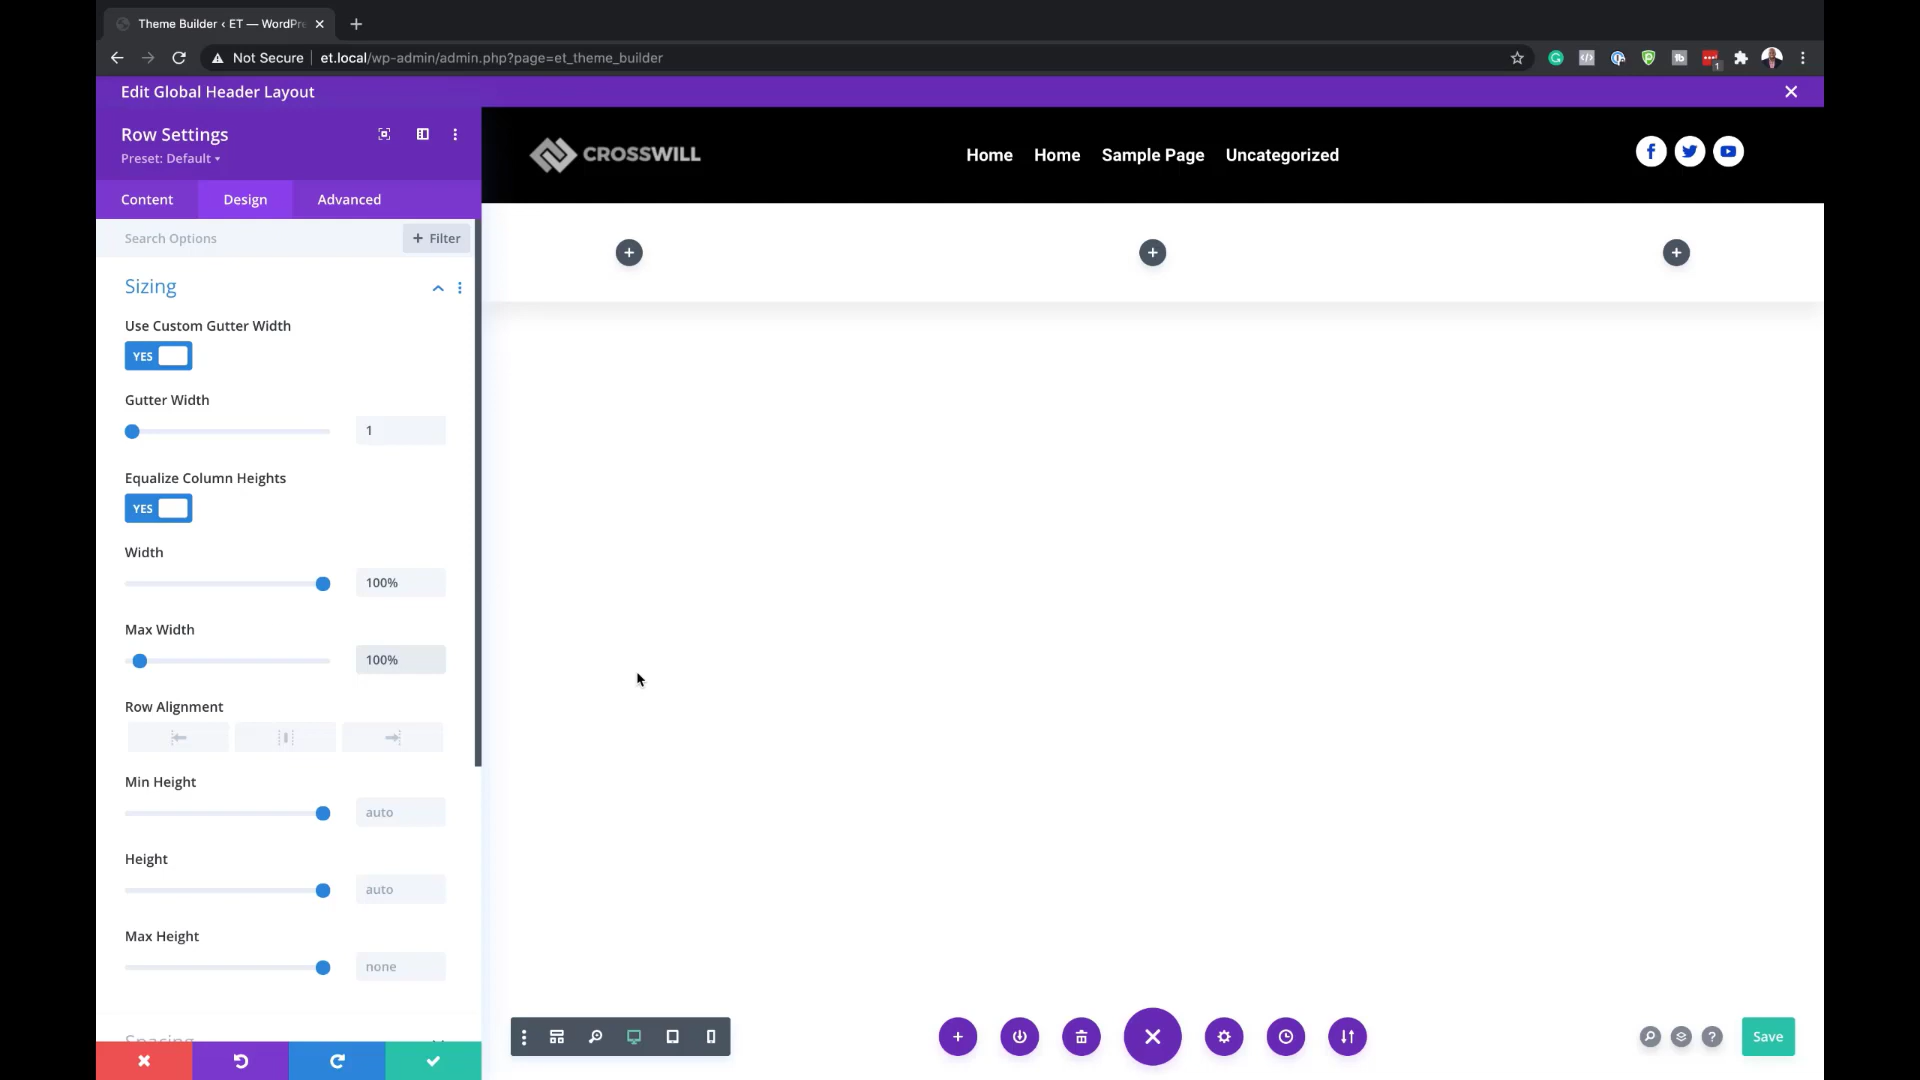 Theme Builder ‹ ET — WordPr
Not Secure
et.local/wp-admin/admin.php?page=et_theme_builder
1
Edit Global Header Layout
Row Settings
Preset: Default
Content
Design
Advanced
CROSSWILL
Home
Home
Sample Page
Uncategorized
Search Options
+ Filter
Sizing
Use Custom Gutter Width
YES
Gutter Width
1
Equalize Column Heights
YES
Width
100%
Max Width
100%
Row Alignment
Min Height
auto
Height
auto
Max Height
none
Spacing
Save